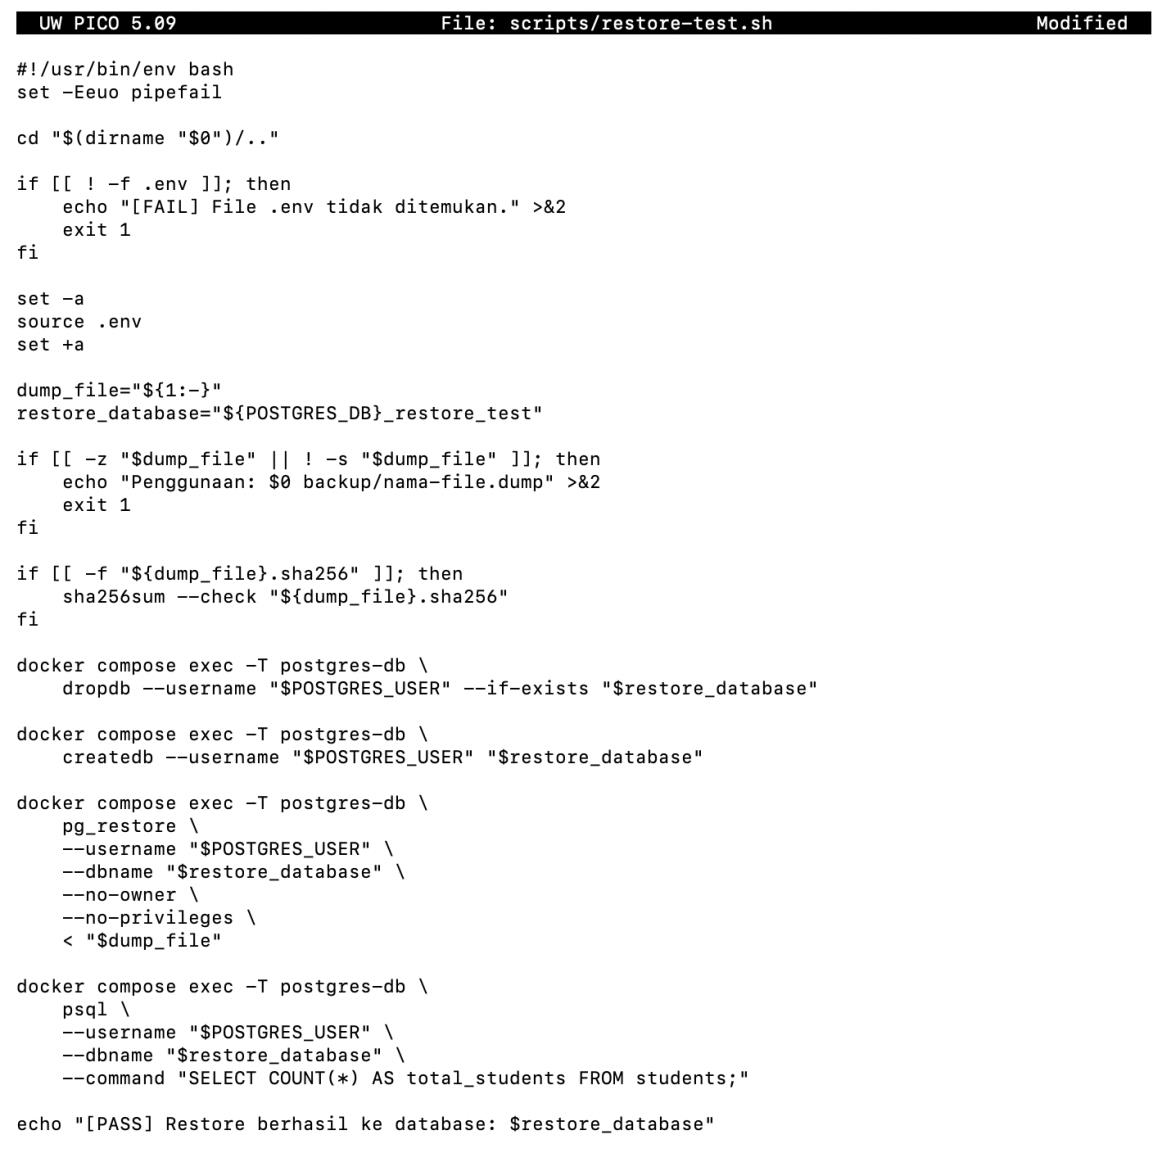 UW PICO 5.09 File: scripts/restore-test.sh Modified
#!/usr/bin/env bash
set -Eeuo pipefail
cd "$(dirname "$0")/.."
if [[ ! -f .env ]]; then
    echo "[FAIL] File .env tidak ditemukan." >&2
    exit 1
fi
set -a
source .env
set +a
dump_file="${1:-}"
restore_database="${POSTGRES_DB}_restore_test"
if [[ -z "$dump_file" || ! -s "$dump_file" ]]; then
    echo "Penggunaan: $0 backup/nama-file.dump" >&2
    exit 1
fi
if [[ -f "${dump_file}.sha256" ]]; then
    sha256sum --check "${dump_file}.sha256"
fi
docker compose exec -T postgres-db \
    dropdb --username "$POSTGRES_USER" --if-exists "$restore_database"
docker compose exec -T postgres-db \
    createdb --username "$POSTGRES_USER" "$restore_database"
docker compose exec -T postgres-db \
    pg_restore \
    --username "$POSTGRES_USER" \
    --dbname "$restore_database" \
    --no-owner \
    --no-privileges \
    < "$dump_file"
docker compose exec -T postgres-db \
    psql \
    --username "$POSTGRES_USER" \
    --dbname "$restore_database" \
    --command "SELECT COUNT(*) AS total_students FROM students;"
echo "[PASS] Restore berhasil ke database: $restore_database"